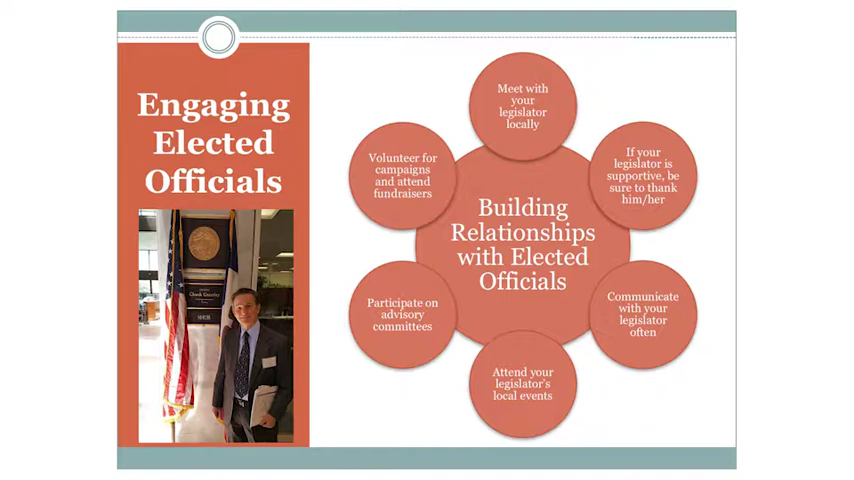 Engaging
Elected
Officials
Meet with
your
legislator
locally
If your
legislator is
supportive, be
sure to thank
him/her
Communicate
with your
legislator
often
Attend your
legislator's
local events
Participate on
advisory
committees
Volunteer for
campaigns
and attend
fundraisers
Building
Relationships
with Elected
Officials
Chuck Grassley